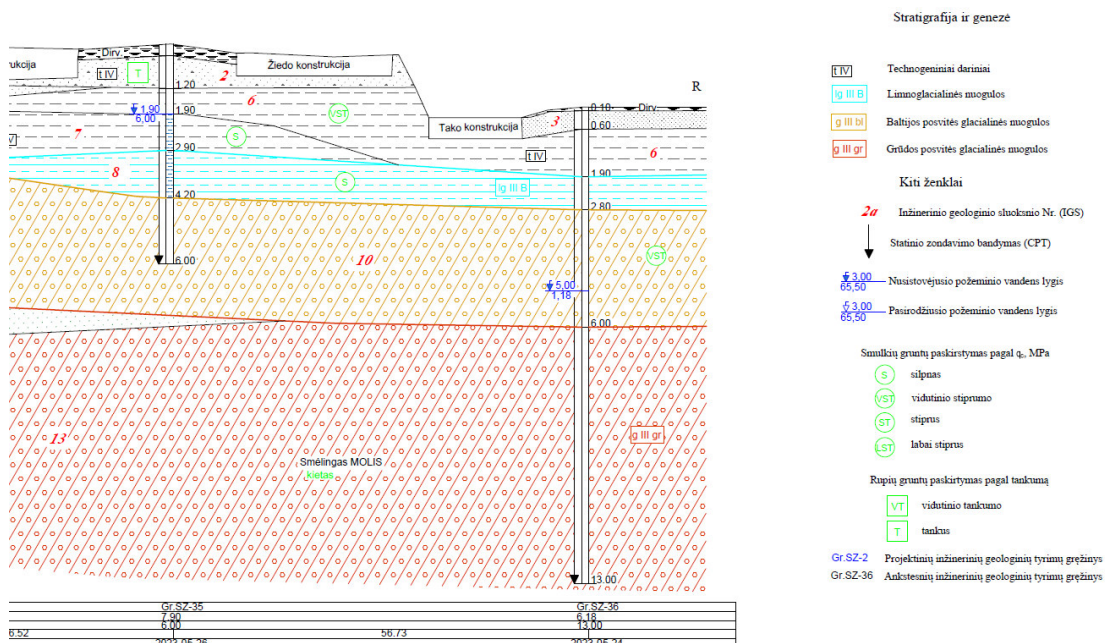 Stratigrafija ir genezė
t IV Technogeniniai dariniai
lg III B Limnoglacialinės nuogulos
g III bl Baltijos posvitės glacialinės nuogulos
g III gr Grūdos posvitės glacialinės nuogulos
Kiti ženklai
2a Inžinerinio geologinio sluoksnio Nr. (IGS)
Statinio zondavimo bandymas (CPT)
3,00
65,50
Nusistovėjusio požeminio vandens lygis
3,00
65,50
Pasirodžiusio požeminio vandens lygis
Smulkių gruntų paskirstymas pagal qc, MPa
S silpnas
VST vidutinio stiprumo
ST stiprus
LST labai stiprus
Rupių gruntų paskirtymas pagal tankumą
VT vidutinio tankumo
T tankus
Gr.SZ-2 Projektinių inžinerinių geologinių tyrimų gręžinys
Gr.SZ-36 Ankstesnių inžinerinių geologinių tyrimų gręžinys
Dirv.
rukcija
t IV
T
2
Žiedo konstrukcija
1.20
6
1,90
6,00
1.90
VST
7
S
2.90
8
S
4.20
6.00
10
R
Tako konstrukcija
3
0.10
Dirv.
0.60
t IV
6
1.90
lg III B
2.80
VST
5,00
1,18
6.00
13
g III gr
Smėlingas MOLIS
kietas
13.00
Gr.SZ-35 Gr.SZ-36
7.90 6.18
6.00 13.00
6.52 56.73